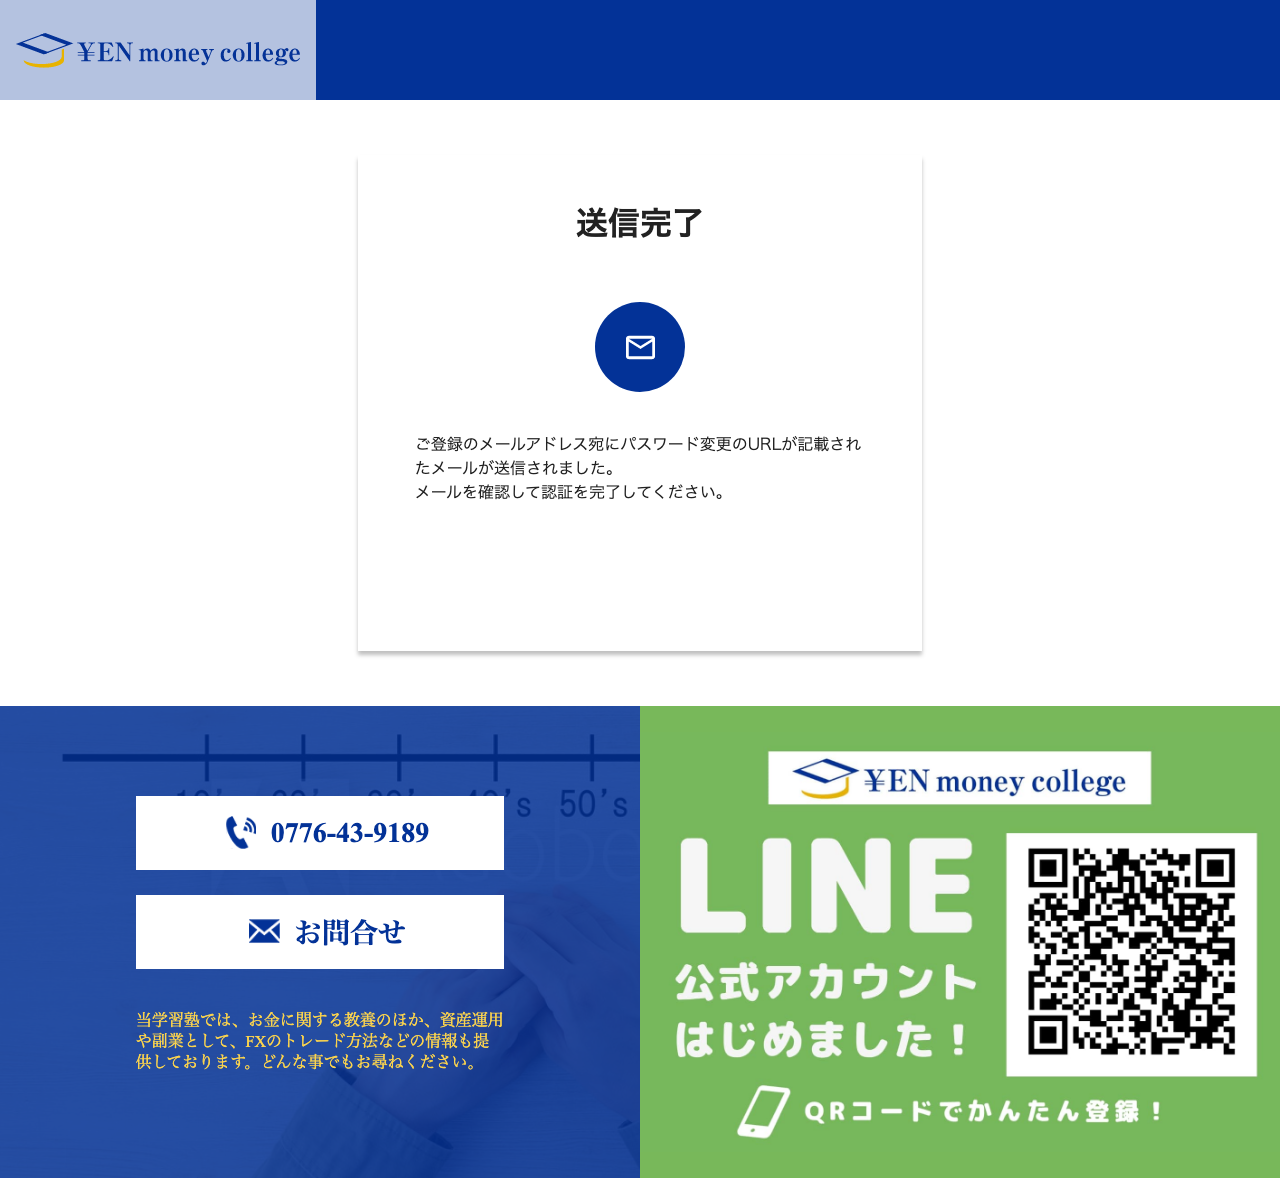 ¥EN money college
送信完了
ご登録のメールアドレス宛にパスワード変更のURLが記載され
たメールが送信されました。
メールを確認して認証を完了してください。
50's
0776-43-9189
お問合せ
当学習塾では、お金に関する教養のほか、資産運用
や副業として、FXのトレード方法などの情報も提
供しております。どんな事でもお尋ねください。
¥EN money college
LINE
公式アカウント
はじめました！
QRコードでかんたん登録！